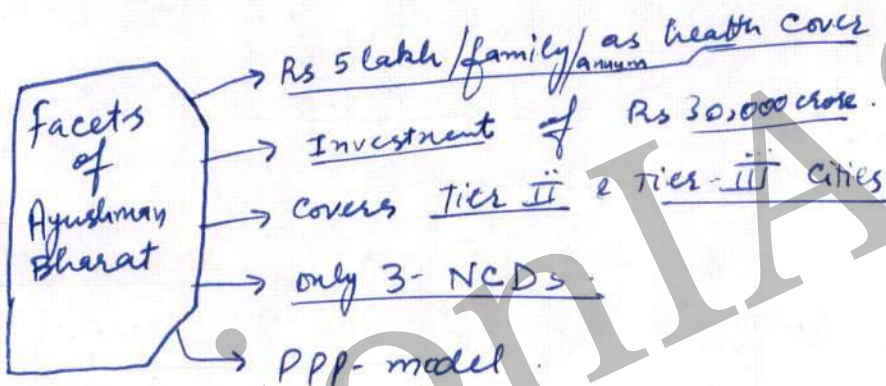 Facets
of
Ayushman
Bharat
Rs 5 lakh/family/annum as health cover
Investment of Rs 30,000 crore.
Covers Tier II & Tier-III Cities
only 3- NCDs.
PPP-model.
onIAS